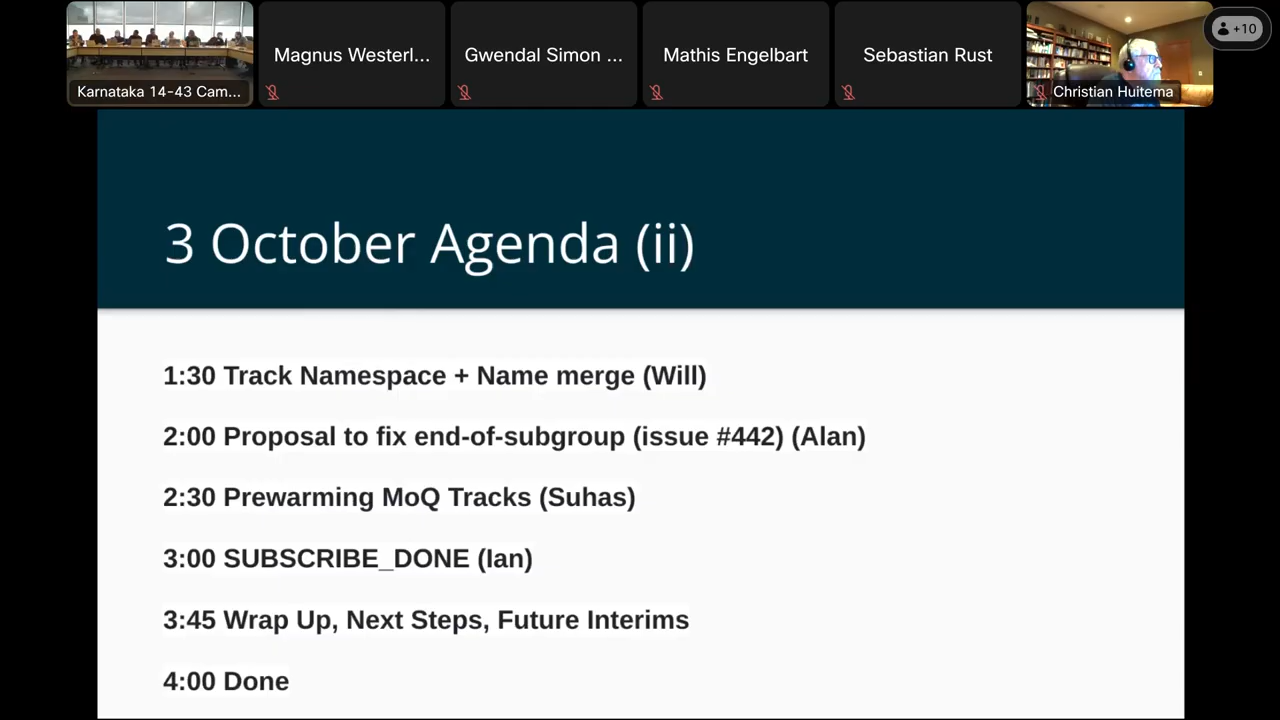 Karnataka 14-43 Cam...
Magnus Westerl...
Gwendal Simon ...
Mathis Engelbart
Sebastian Rust
Christian Huitema
+10
3 October Agenda (ii)
1:30 Track Namespace + Name merge (Will)
2:00 Proposal to fix end-of-subgroup (issue #442) (Alan)
2:30 Prewarming MoQ Tracks (Suhas)
3:00 SUBSCRIBE_DONE (Ian)
3:45 Wrap Up, Next Steps, Future Interims
4:00 Done